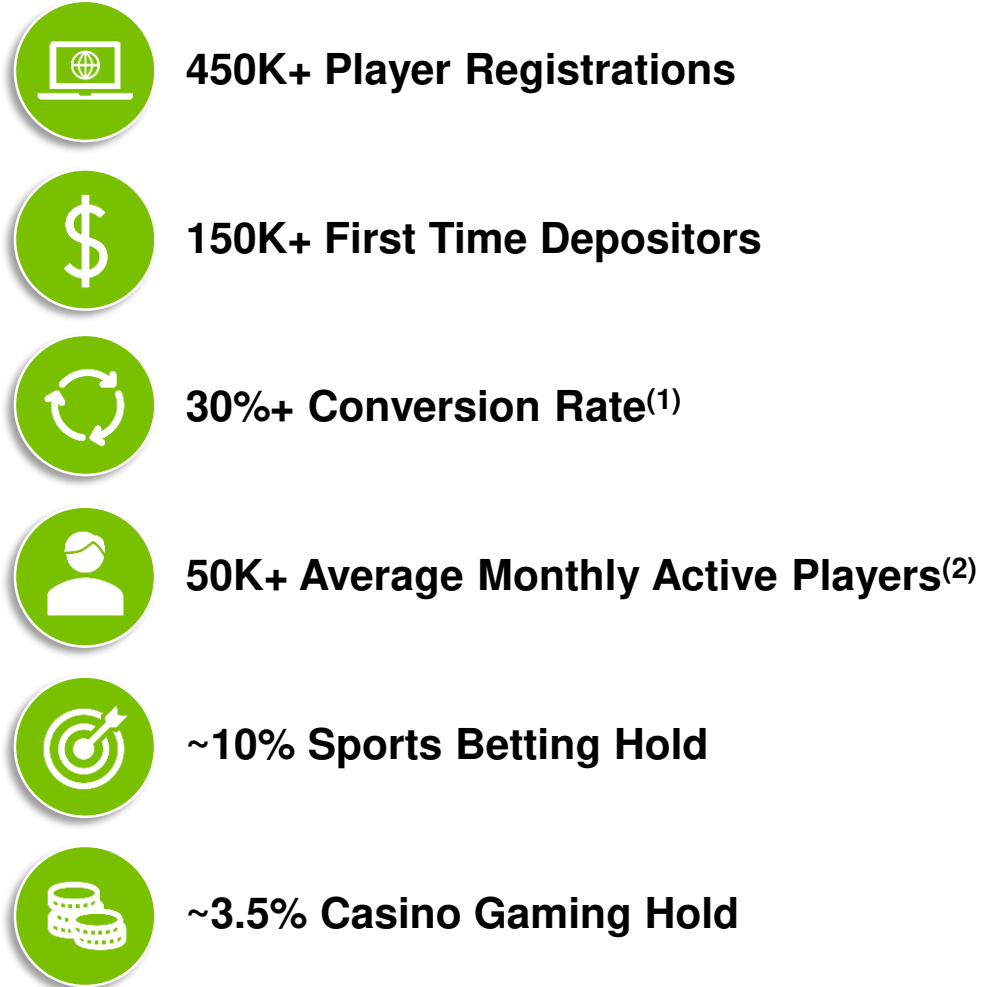 450K+ Player Registrations
$
150K+ First Time Depositors
30%+ Conversion Rate(1)
50K+ Average Monthly Active Players(2)
~10% Sports Betting Hold
~3.5% Casino Gaming Hold